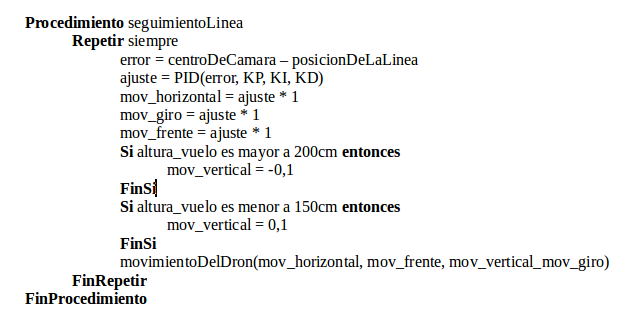 Procedimiento seguimientoLinea
Repetir siempre
error = centroDeCamara – posicionDeLaLinea
ajuste = PID(error, KP, KI, KD)
mov_horizontal = ajuste * 1
mov_giro = ajuste * 1
mov_frente = ajuste * 1
Si altura_vuelo es mayor a 200cm entonces
mov_vertical = -0,1
FinSi
Si altura_vuelo es menor a 150cm entonces
mov_vertical = 0,1
FinSi
movimientoDelDron(mov_horizontal, mov_frente, mov_vertical_mov_giro)
FinRepetir
FinProcedimiento